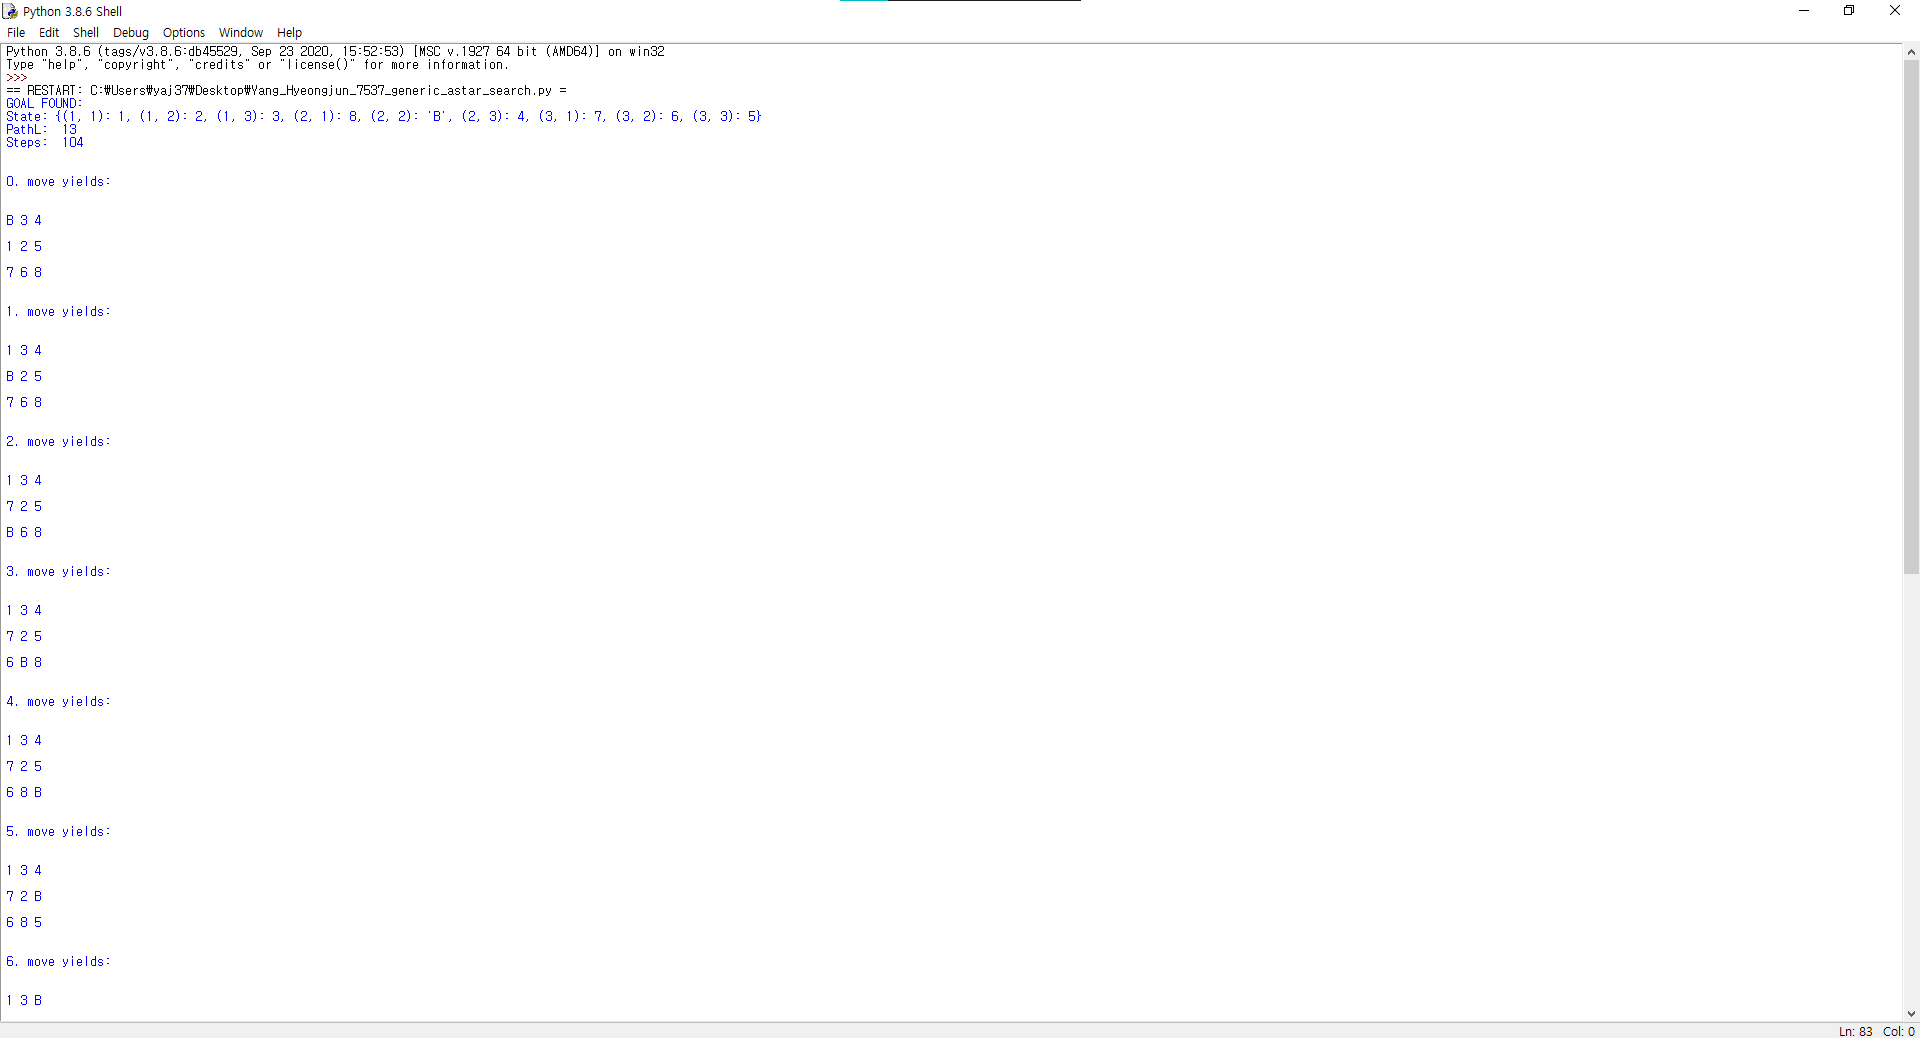 Python 3.8.6 Shell
File Edit Shell Debug Options Window Help
Python 3.8.6 (tags/v3.8.6:db45529, Sep 23 2020, 15:52:53) [MSC v.1927 64 bit (AMD64)] on win32
Type "help", "copyright", "credits" or "license()" for more information.
>>>
== RESTART: C:₩Users₩yaj37₩Desktop₩Yang_Hyeongjun_7537_generic_astar_search.py =
GOAL FOUND:
State: {(1, 1): 1, (1, 2): 2, (1, 3): 3, (2, 1): 8, (2, 2): 'B', (2, 3): 4, (3, 1): 7, (3, 2): 6, (3, 3): 5}
PathL:  13
Steps:  104
0. move yields:
B 3 4
1 2 5
7 6 8
1. move yields:
1 3 4
B 2 5
7 6 8
2. move yields:
1 3 4
7 2 5
B 6 8
3. move yields:
1 3 4
7 2 5
6 B 8
4. move yields:
1 3 4
7 2 5
6 8 B
5. move yields:
1 3 4
7 2 B
6 8 5
6. move yields:
1 3 B
Ln: 83 Col: 0